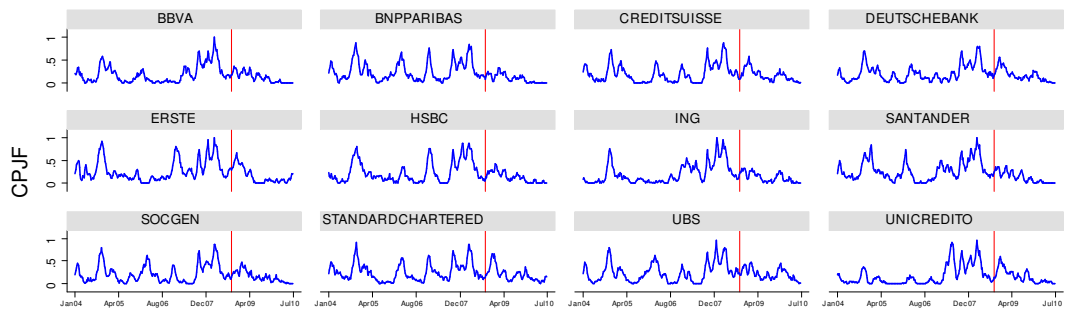 BBVA BNPPARIBAS CREDITSUISSE DEUTSCHEBANK
0 .5 1
ERSTE HSBC ING SANTANDER
0 .5 1
CPJF
SOCGEN STANDARDCHARTERED UBS UNICREDITO
0 .5 1
Jan04 Apr05 Aug06 Dec07 Apr09 Jul10 Jan04 Apr05 Aug06 Dec07 Apr09 Jul10 Jan04 Apr05 Aug06 Dec07 Apr09 Jul10 Jan04 Apr05 Aug06 Dec07 Apr09 Jul10